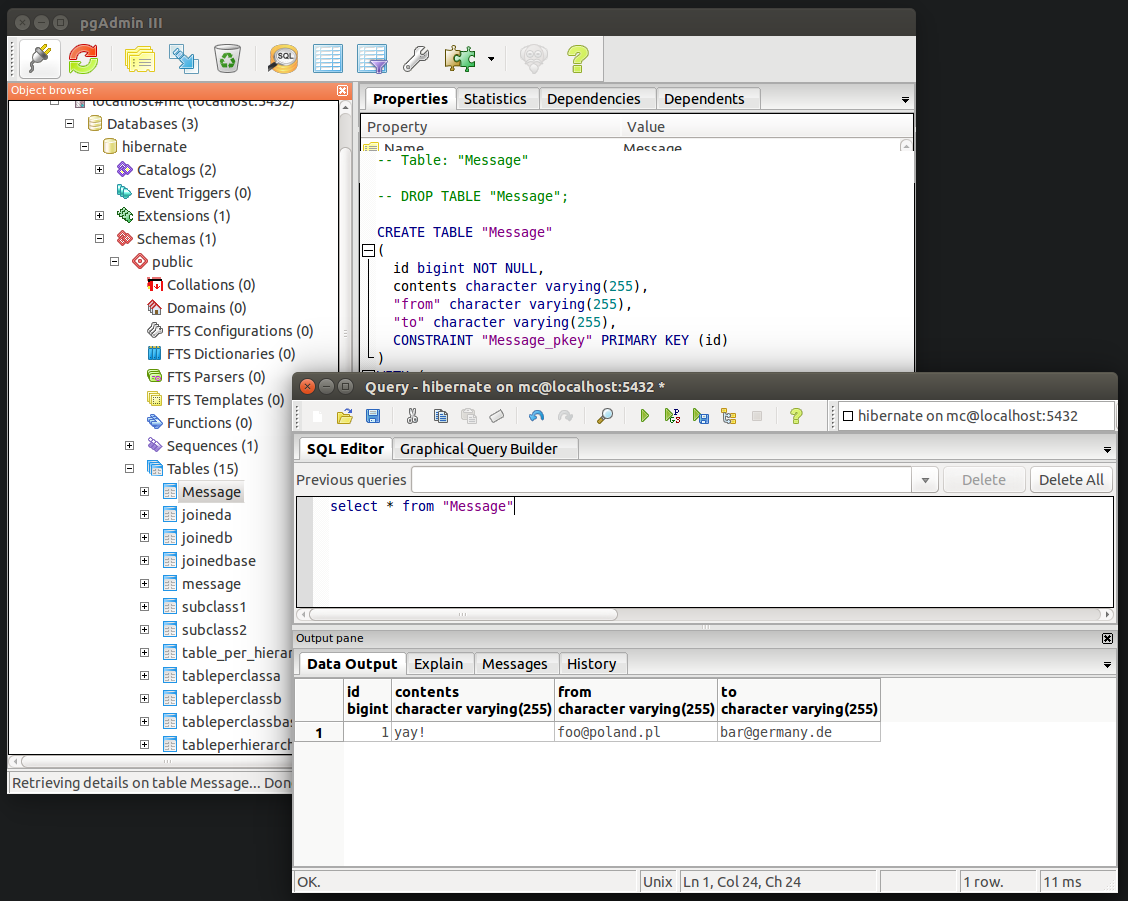 pgAdmin III
SQL
Object browser
localhost#mc (localhost:5432)
Databases (3)
hibernate
Catalogs (2)
Event Triggers (0)
Extensions (1)
Schemas (1)
public
Collations (0)
Domains (0)
FTS Configurations (0)
FTS Dictionaries (0)
FTS Parsers (0)
FTS Templates (0)
Functions (0)
Sequences (1)
Tables (15)
Message
joineda
joinedb
joinedbase
message
subclass1
subclass2
table_per_hierar
tableperclassa
tableperclassb
tableperclassba
tableperhierarch
Retrieving details on table Message... Don
Properties Statistics Dependencies Dependents
Property Value
Name Message
-- Table: "Message"
-- DROP TABLE "Message";
CREATE TABLE "Message"
(
id bigint NOT NULL,
contents character varying(255),
"from" character varying(255),
"to" character varying(255),
CONSTRAINT "Message_pkey" PRIMARY KEY (id)
)
Query - hibernate on mc@localhost:5432 *
hibernate on mc@localhost:5432
SQL Editor Graphical Query Builder
Previous queries Delete Delete All
select * from "Message"
Output pane
Data Output Explain Messages History
id contents from to
bigint character varying(255) character varying(255) character varying(255)
1 1 yay! foo@poland.pl bar@germany.de
OK. Unix Ln 1, Col 24, Ch 24 1 row. 11 ms